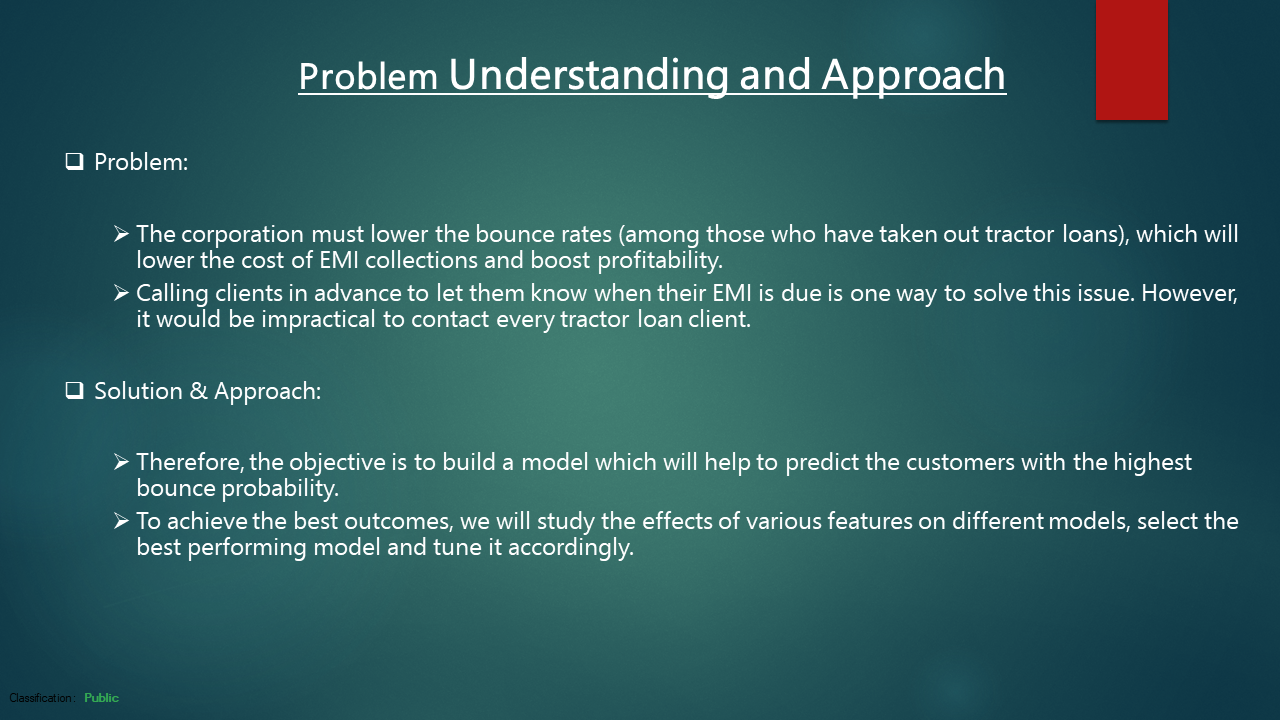 Problem Understanding and Approach
❑ Problem:
➢ The corporation must lower the bounce rates (among those who have taken out tractor loans), which will
lower the cost of EMI collections and boost profitability.
➢ Calling clients in advance to let them know when their EMI is due is one way to solve this issue. However,
it would be impractical to contact every tractor loan client.
❑ Solution & Approach:
➢ Therefore, the objective is to build a model which will help to predict the customers with the highest
bounce probability.
➢ To achieve the best outcomes, we will study the effects of various features on different models, select the
best performing model and tune it accordingly.
Classification: Public